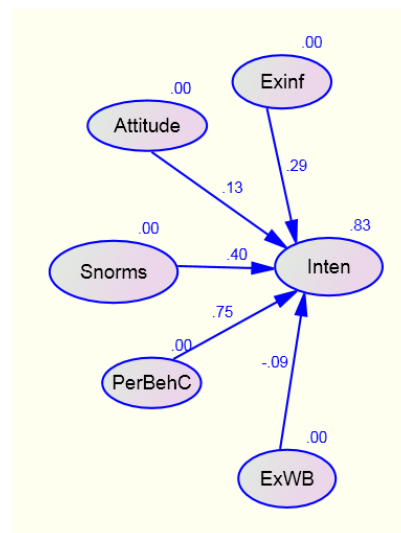 .00
Exinf
.00
Attitude
.29
.13
.00
.83
Snorms
.40
Inten
.75
.00
PerBehC
-.09
.00
ExWB